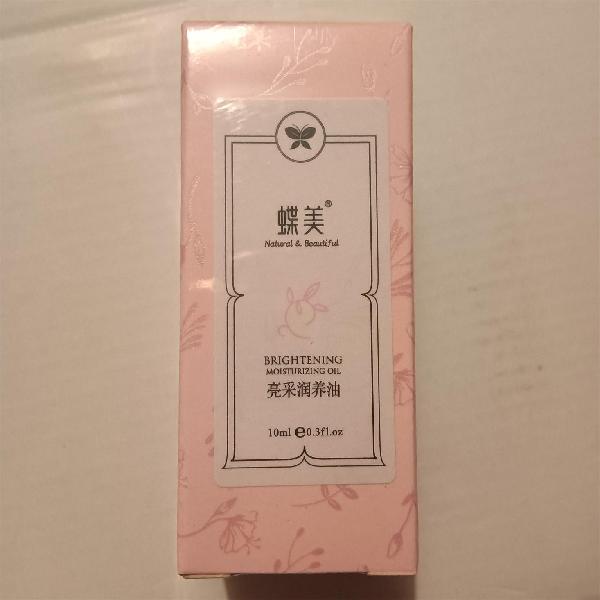 蝶美®
Natural & Beautiful
BRIGHTENING
MOISTURIZING OIL
亮采润养油
10ml ℮0.3fl.oz